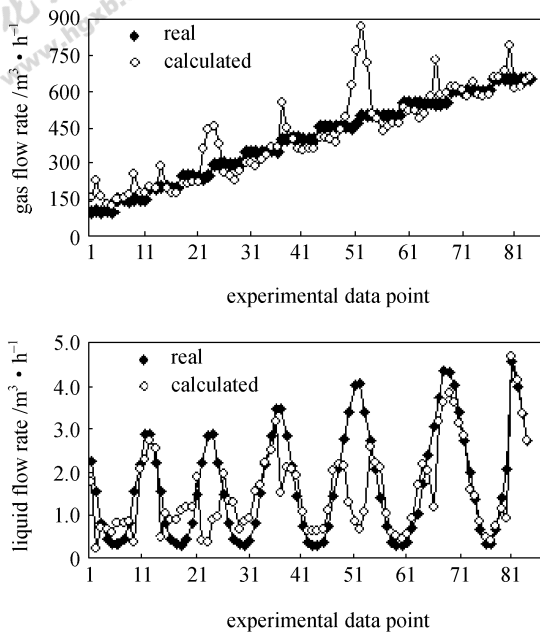 900
750
600
450
300
150
0
gas flow rate /m³·h⁻¹
real
calculated
1 11 21 31 41 51 61 71 81
experimental data point
5.0
4.0
3.0
2.0
1.0
0
liquid flow rate /m³·h⁻¹
real
calculated
1 11 21 31 41 51 61 71 81
experimental data point